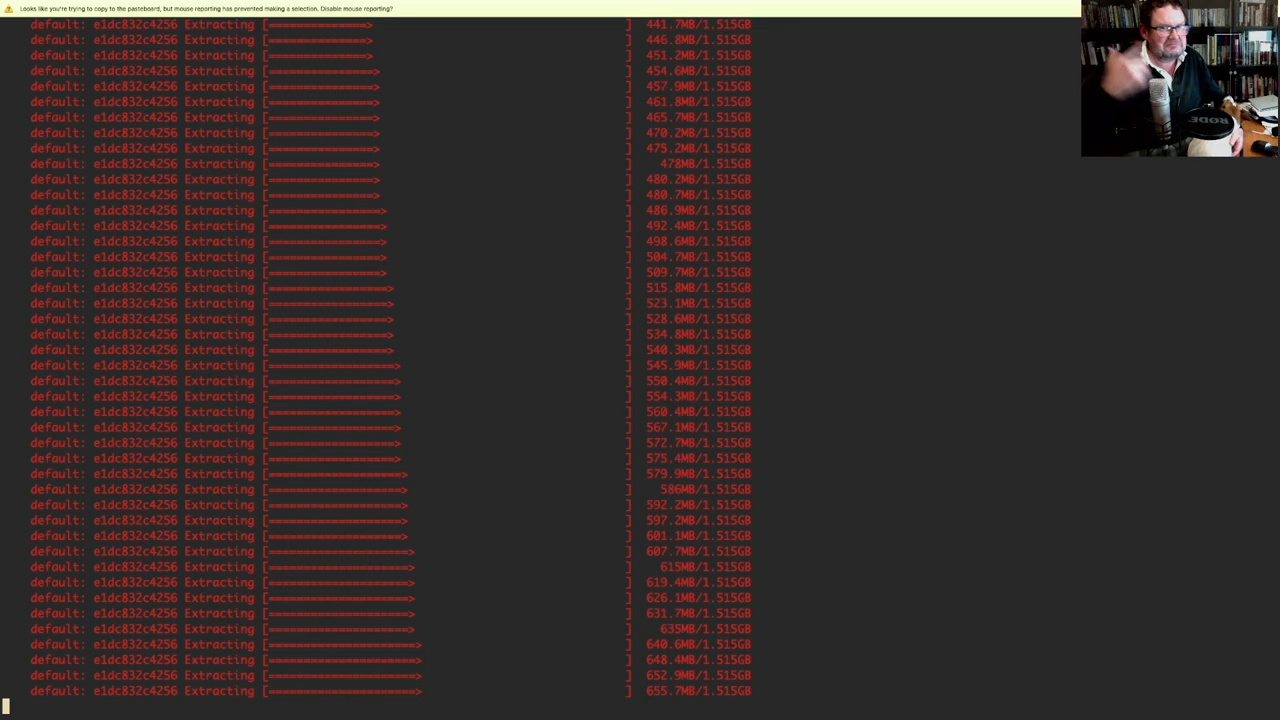 Looks like you're trying to copy to the pasteboard, but mouse reporting has prevented making a selection. Disable mouse reporting?
default: e1dc832c4256 Extracting [==============>                                    ]  441.7MB/1.515GB
default: e1dc832c4256 Extracting [==============>                                    ]  446.8MB/1.515GB
default: e1dc832c4256 Extracting [==============>                                    ]  451.2MB/1.515GB
default: e1dc832c4256 Extracting [===============>                                   ]  454.6MB/1.515GB
default: e1dc832c4256 Extracting [===============>                                   ]  457.9MB/1.515GB
default: e1dc832c4256 Extracting [===============>                                   ]  461.8MB/1.515GB
default: e1dc832c4256 Extracting [===============>                                   ]  465.7MB/1.515GB
default: e1dc832c4256 Extracting [===============>                                   ]  470.2MB/1.515GB
default: e1dc832c4256 Extracting [===============>                                   ]  475.2MB/1.515GB
default: e1dc832c4256 Extracting [===============>                                   ]    478MB/1.515GB
default: e1dc832c4256 Extracting [===============>                                   ]  480.2MB/1.515GB
default: e1dc832c4256 Extracting [===============>                                   ]  480.7MB/1.515GB
default: e1dc832c4256 Extracting [================>                                  ]  486.9MB/1.515GB
default: e1dc832c4256 Extracting [================>                                  ]  492.4MB/1.515GB
default: e1dc832c4256 Extracting [================>                                  ]  498.6MB/1.515GB
default: e1dc832c4256 Extracting [================>                                  ]  504.7MB/1.515GB
default: e1dc832c4256 Extracting [================>                                  ]  509.7MB/1.515GB
default: e1dc832c4256 Extracting [=================>                                 ]  515.8MB/1.515GB
default: e1dc832c4256 Extracting [=================>                                 ]  523.1MB/1.515GB
default: e1dc832c4256 Extracting [=================>                                 ]  528.6MB/1.515GB
default: e1dc832c4256 Extracting [=================>                                 ]  534.8MB/1.515GB
default: e1dc832c4256 Extracting [=================>                                 ]  540.3MB/1.515GB
default: e1dc832c4256 Extracting [==================>                                ]  545.9MB/1.515GB
default: e1dc832c4256 Extracting [==================>                                ]  550.4MB/1.515GB
default: e1dc832c4256 Extracting [==================>                                ]  554.3MB/1.515GB
default: e1dc832c4256 Extracting [==================>                                ]  560.4MB/1.515GB
default: e1dc832c4256 Extracting [==================>                                ]  567.1MB/1.515GB
default: e1dc832c4256 Extracting [==================>                                ]  572.7MB/1.515GB
default: e1dc832c4256 Extracting [==================>                                ]  575.4MB/1.515GB
default: e1dc832c4256 Extracting [===================>                               ]  579.9MB/1.515GB
default: e1dc832c4256 Extracting [===================>                               ]    586MB/1.515GB
default: e1dc832c4256 Extracting [===================>                               ]  592.2MB/1.515GB
default: e1dc832c4256 Extracting [===================>                               ]  597.2MB/1.515GB
default: e1dc832c4256 Extracting [===================>                               ]  601.1MB/1.515GB
default: e1dc832c4256 Extracting [====================>                              ]  607.7MB/1.515GB
default: e1dc832c4256 Extracting [====================>                              ]    615MB/1.515GB
default: e1dc832c4256 Extracting [====================>                              ]  619.4MB/1.515GB
default: e1dc832c4256 Extracting [====================>                              ]  626.1MB/1.515GB
default: e1dc832c4256 Extracting [====================>                              ]  631.7MB/1.515GB
default: e1dc832c4256 Extracting [====================>                              ]    635MB/1.515GB
default: e1dc832c4256 Extracting [=====================>                             ]  640.6MB/1.515GB
default: e1dc832c4256 Extracting [=====================>                             ]  648.4MB/1.515GB
default: e1dc832c4256 Extracting [=====================>                             ]  652.9MB/1.515GB
default: e1dc832c4256 Extracting [=====================>                             ]  655.7MB/1.515GB
RODE